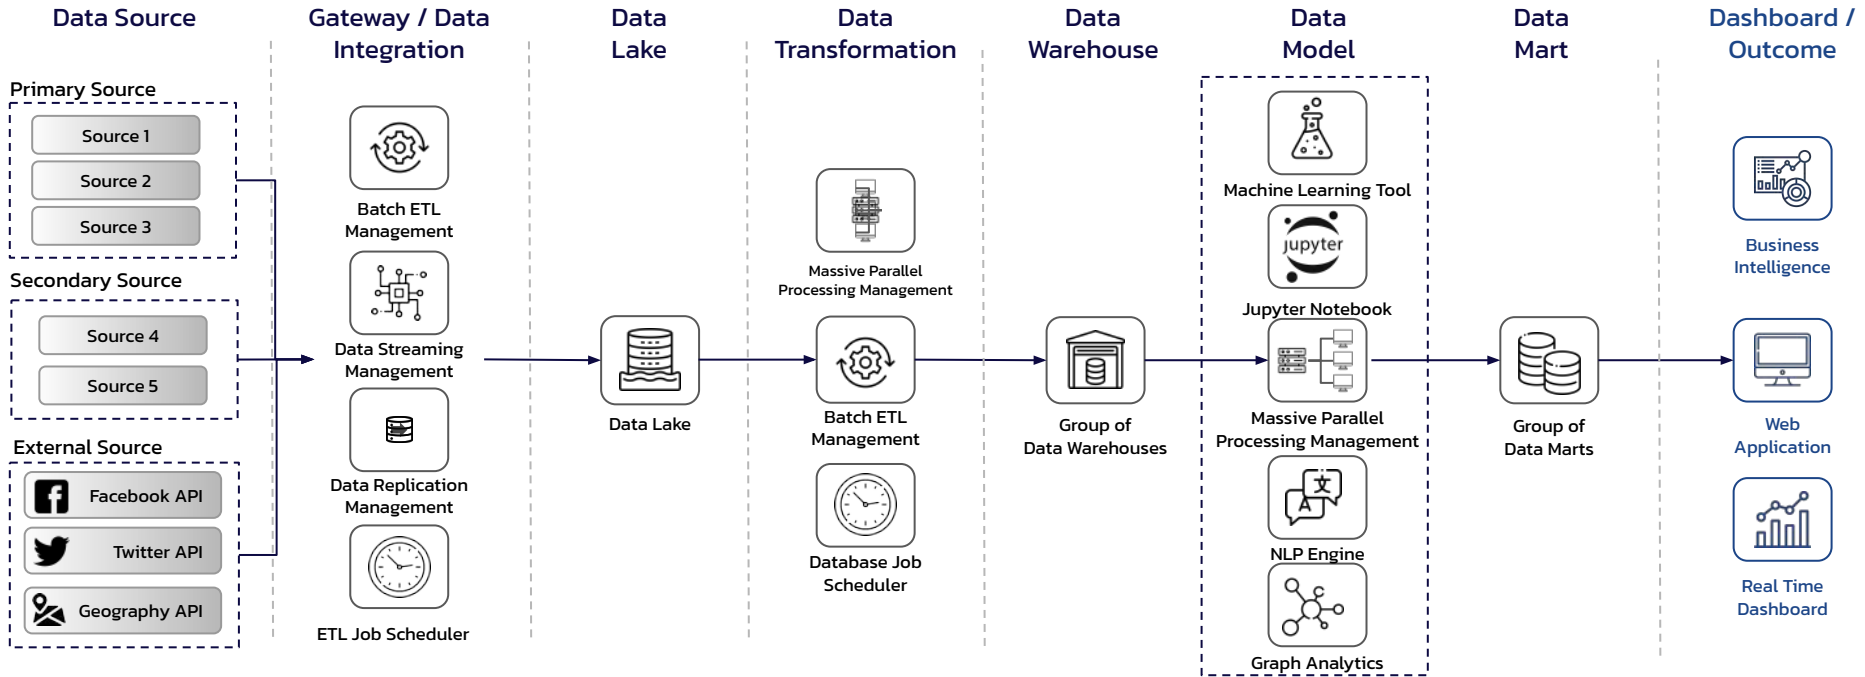 Data Source
Gateway / Data
Integration
Data
Lake
Data
Transformation
Data
Warehouse
Data
Model
Data
Mart
Dashboard /
Outcome
Primary Source
Source 1
Source 2
Source 3
Secondary Source
Source 4
Source 5
External Source
Facebook API
Twitter API
Geography API
Batch ETL
Management
Data Streaming
Management
Data Replication
Management
ETL Job Scheduler
Data Lake
Massive Parallel
Processing Management
Batch ETL
Management
Database Job
Scheduler
Group of
Data Warehouses
Machine Learning Tool
jupyter
Jupyter Notebook
Massive Parallel
Processing Management
文
A
NLP Engine
C
Graph Analytics
Group of
Data Marts
Business
Intelligence
Web
Application
Real Time
Dashboard